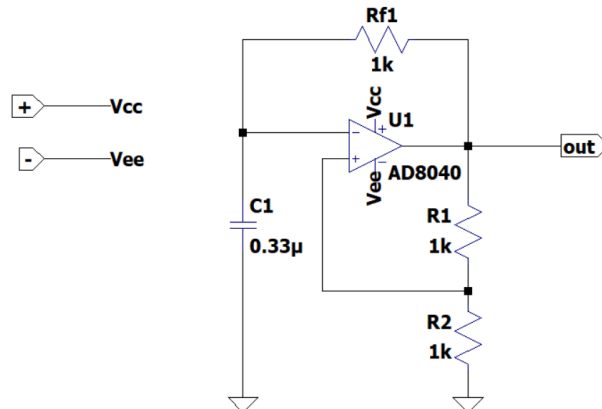 Rf1
1k
+
Vcc
-
Vee
Vcc
U1
-
+
+
-
Vee
AD8040
out
C1
0.33µ
R1
1k
R2
1k